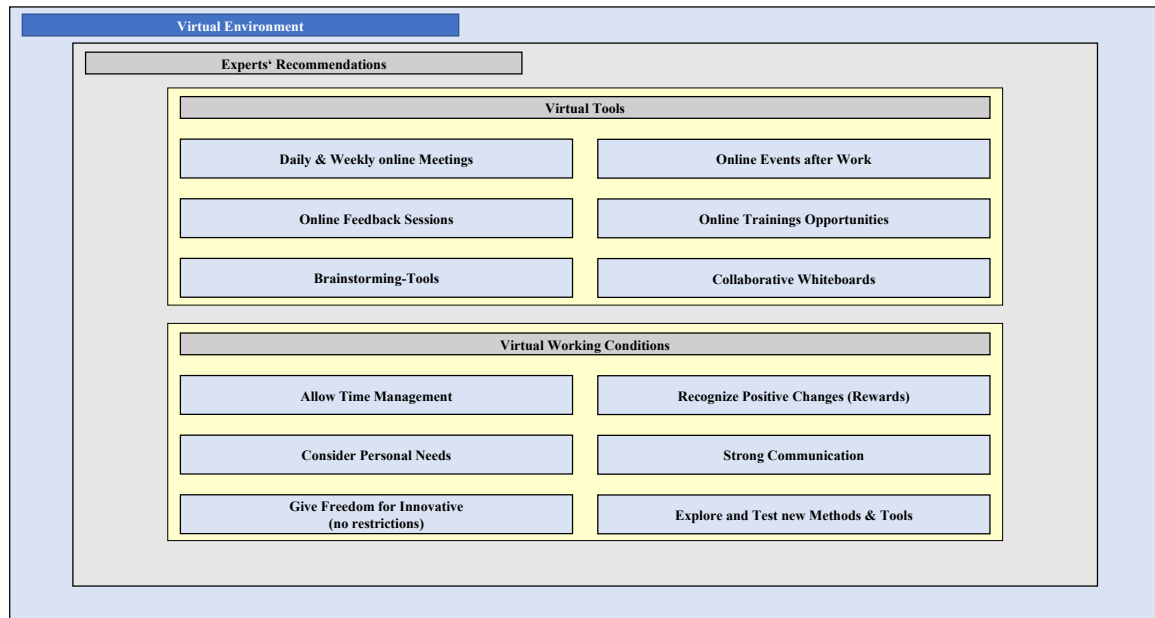 Virtual Environment
Experts‘ Recommendations
Virtual Tools
Daily & Weekly online Meetings
Online Events after Work
Online Feedback Sessions
Online Trainings Opportunities
Brainstorming-Tools
Collaborative Whiteboards
Virtual Working Conditions
Allow Time Management
Recognize Positive Changes (Rewards)
Consider Personal Needs
Strong Communication
Give Freedom for Innovative
(no restrictions)
Explore and Test new Methods & Tools